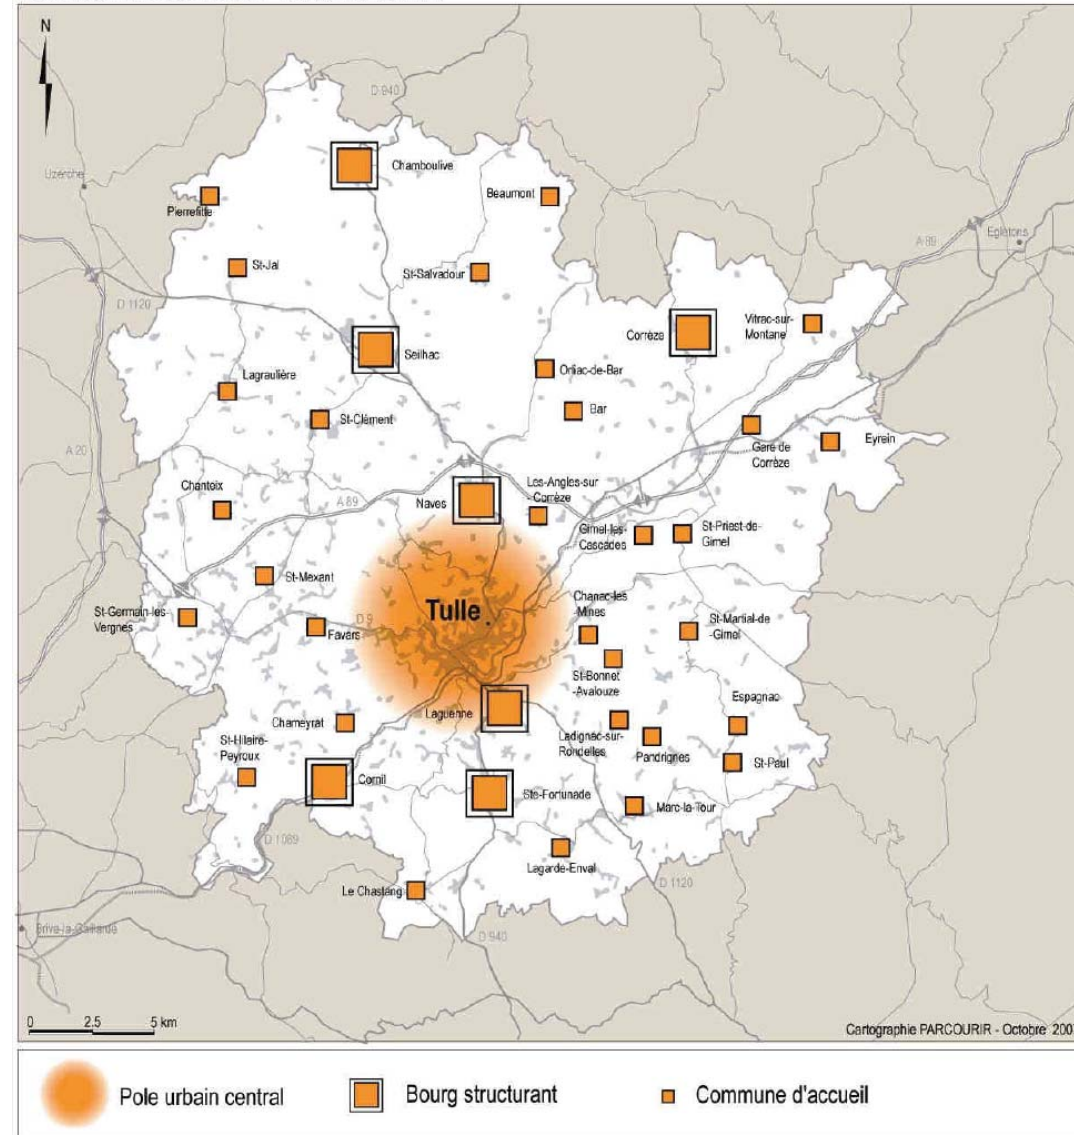 N
D 940
Chamboulive
Uzerche
Beaumont
Pierrefitte
A 89
Egletons
St-Jal
St-Salvadour
D 1120
Corrèze
Vitrac-sur-
Montane
Seilhac
Orliac-de-Bar
Lagraulière
Bar
St-Clément
Gare de
Corrèze
Eyrein
A 20
Chanteix
Naves
Les-Angles-sur
-Corrèze
A 89
Gimel-les-
Cascades
St-Priest-de-
Gimel
St-Mexant
Chanac-les
Mines
Tulle
St-Germain-les
Vergnes
D 9
Favars
St-Martial-de
-Gimel
St-Bonnet
-Avalouze
Espagnac
Laguenne
Chameyrat
Ladignac-sur-
Rondelles
Pandrignes
St-Hilaire-
Peyroux
St-Paul
Cornil
Ste-Fortunade
Marc-la-Tour
D 1089
Lagarde-Enval
D 1120
Le Chastang
Brive-la-Gaillarde
D 940
0 2.5 5 km
Cartographie PARCOURIR - Octobre 2007
Pole urbain central
Bourg structurant
Commune d'accueil